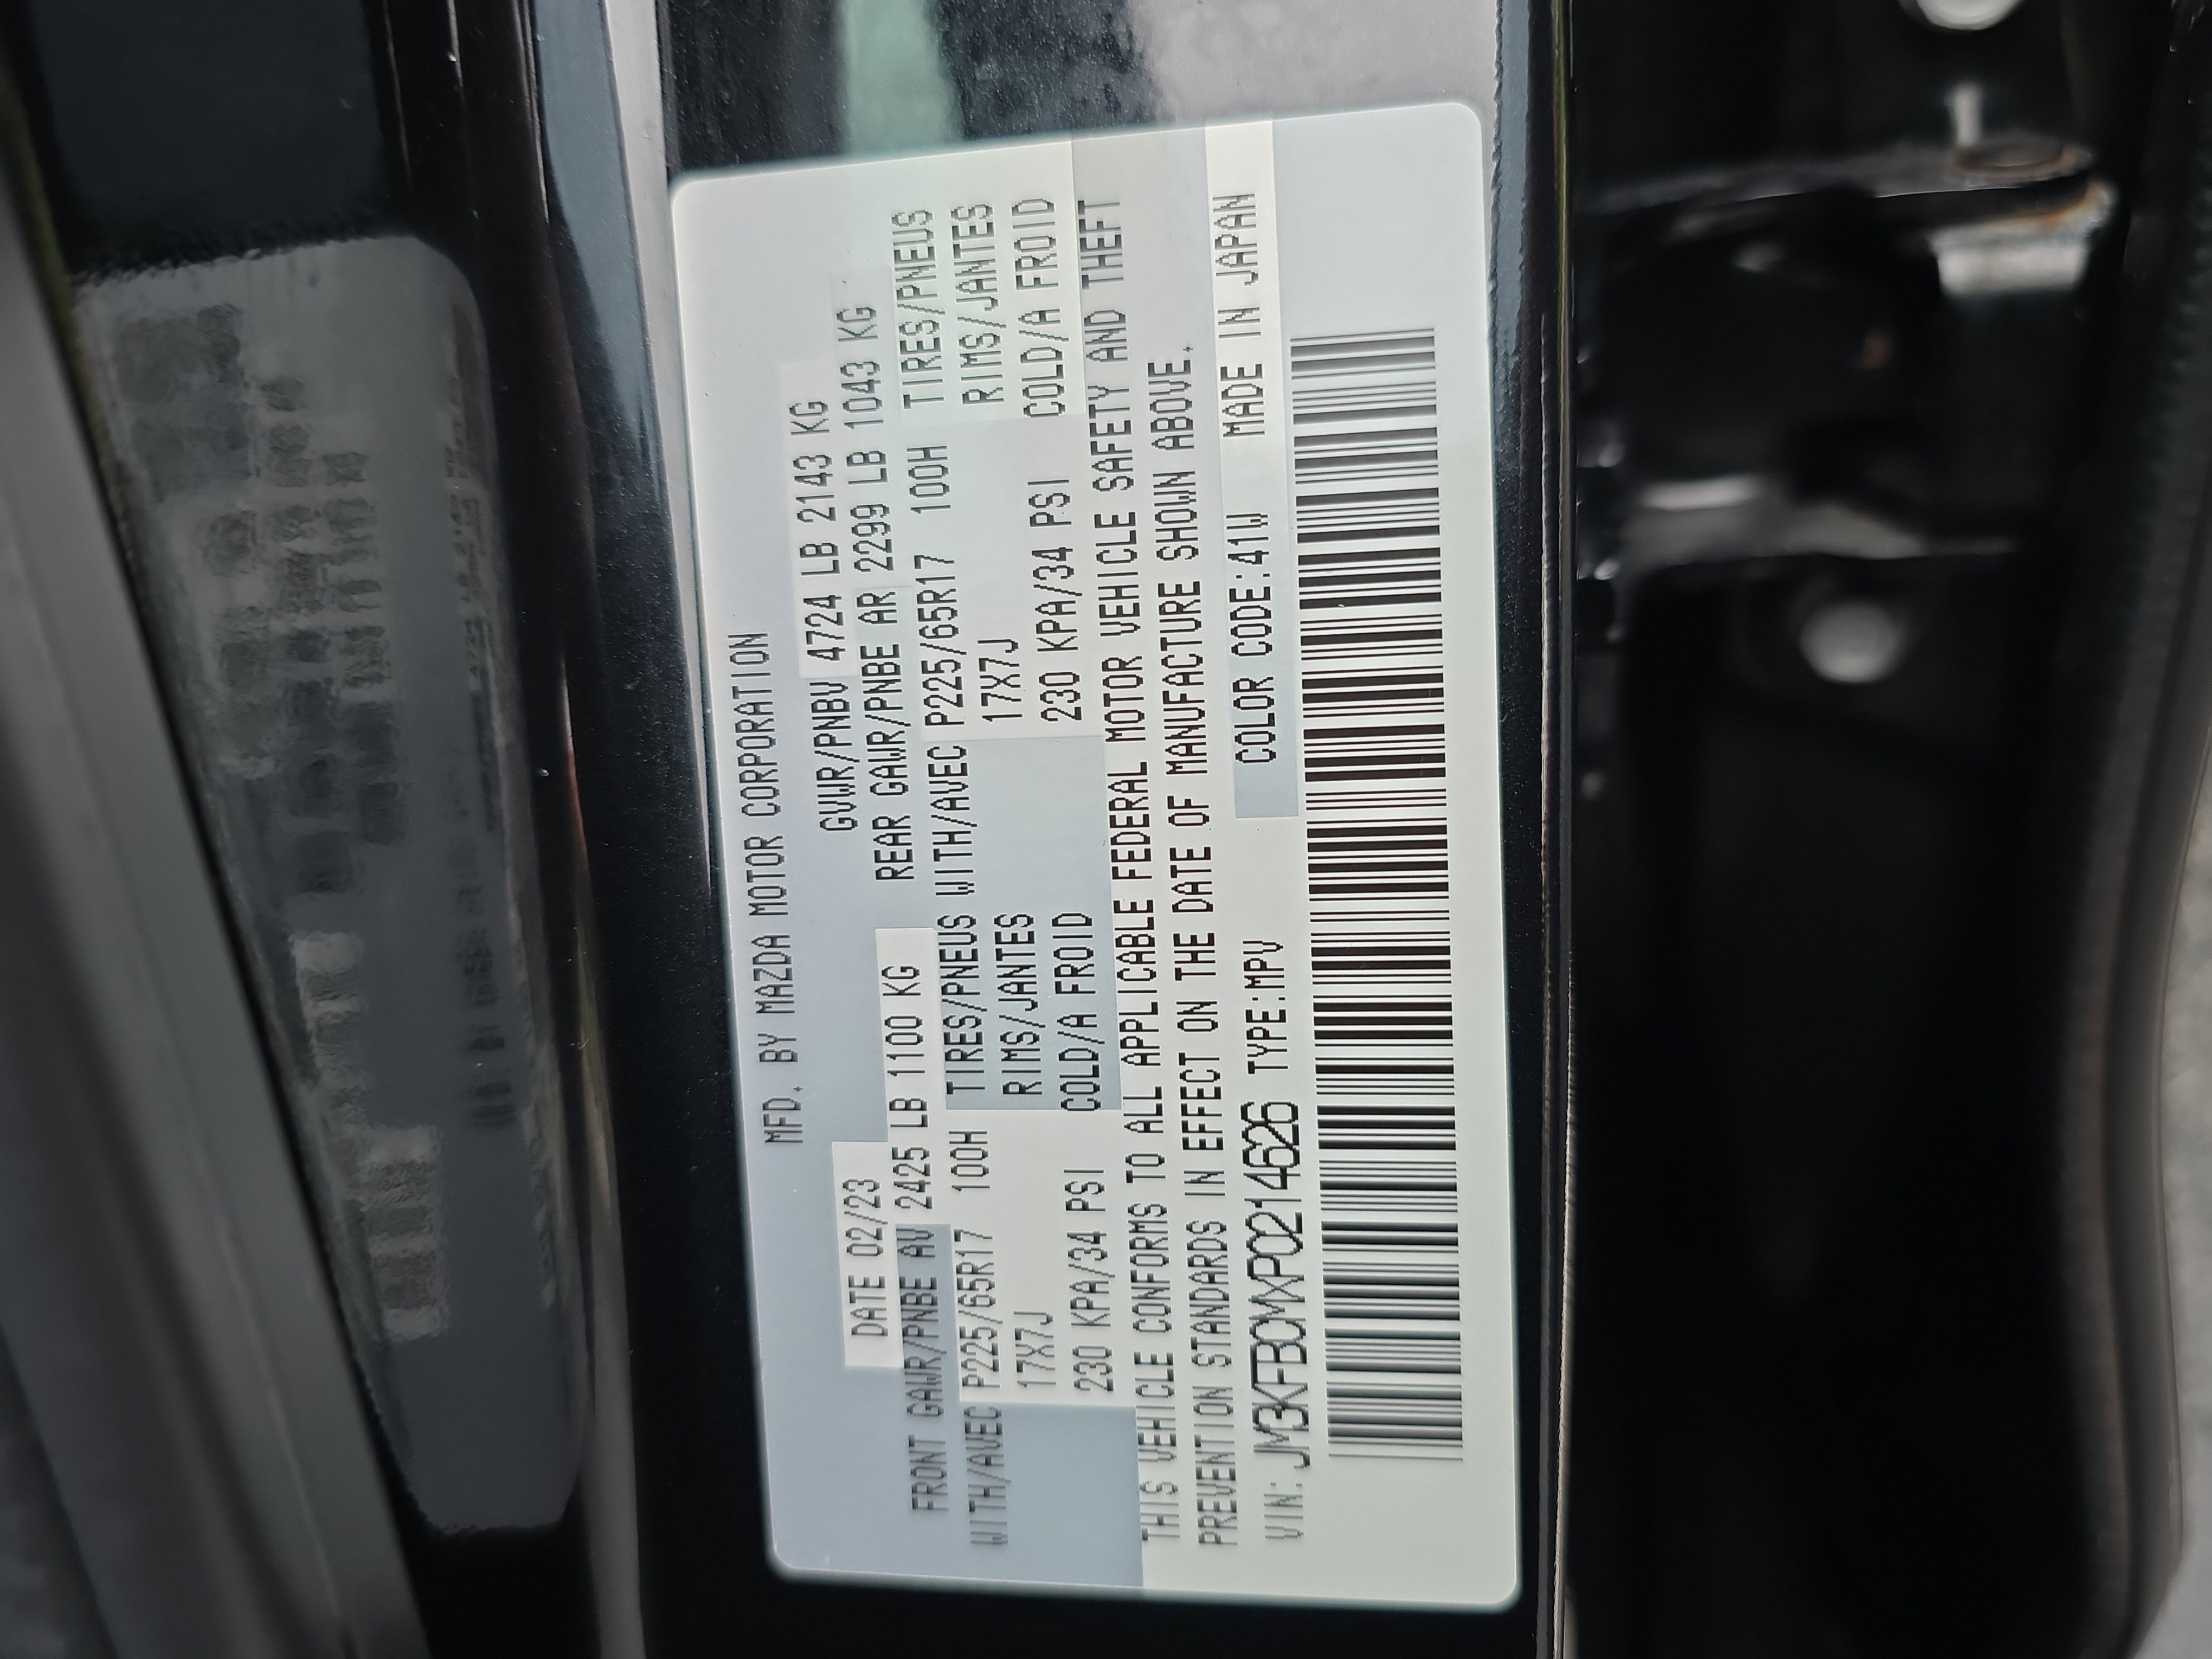 MFD. BY MAZDA MOTOR CORPORATION
DATE 02/23 GVWR/PNBV 4724 LB 2143 KG
FRONT GAWR/PNBE AV 2425 LB 1100 KG REAR GAWR/PNBE AR 2299 LB 1043 KG
WITH/AVEC P225/65R17 100H TIRES/PNEUS WITH/AVEC P225/65R17 100H TIRES/PNEUS
17X7J RIMS/JANTES 17X7J RIMS/JANTES
230 KPA/34 PSI COLD/A FROID 230 KPA/34 PSI COLD/A FROID
THIS VEHICLE CONFORMS TO ALL APPLICABLE FEDERAL MOTOR VEHICLE SAFETY AND THEFT
PREVENTION STANDARDS IN EFFECT ON THE DATE OF MANUFACTURE SHOWN ABOVE.
VIN: JM3KFBCMXP0214626 TYPE:MPV COLOR CODE:41W MADE IN JAPAN